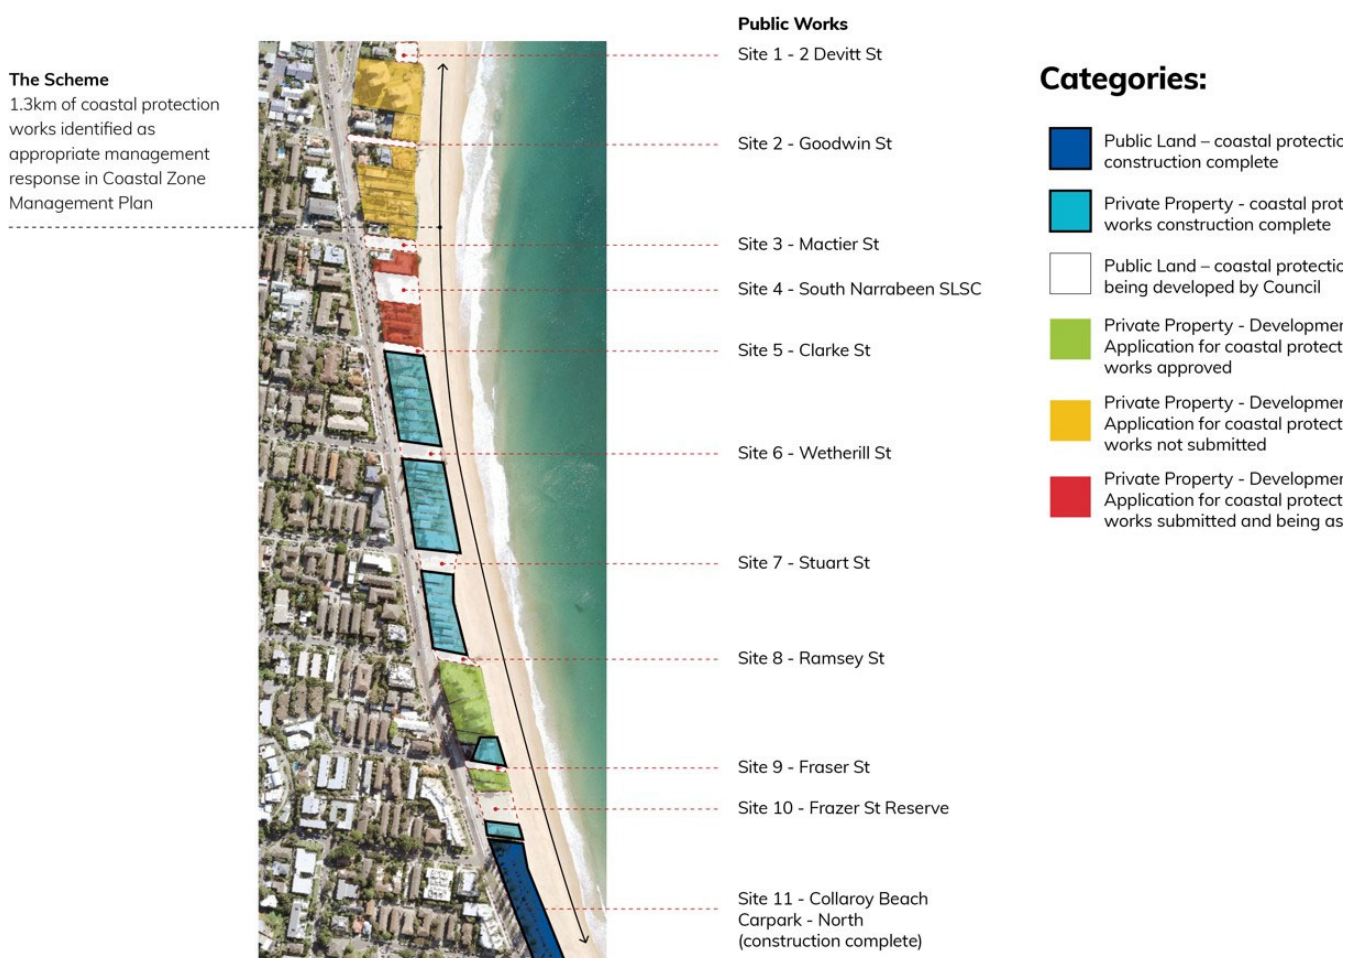 The Scheme
1.3km of coastal protection
works identified as
appropriate management
response in Coastal Zone
Management Plan
Public Works
Site 1 - 2 Devitt St
Site 2 - Goodwin St
Site 3 - Mactier St
Site 4 - South Narrabeen SLSC
Site 5 - Clarke St
Site 6 - Wetherill St
Site 7 - Stuart St
Site 8 - Ramsey St
Site 9 - Fraser St
Site 10 - Frazer St Reserve
Site 11 - Collaroy Beach
Carpark - North
(construction complete)
Categories:
Public Land – coastal protectio
construction complete
Private Property - coastal prot
works construction complete
Public Land – coastal protectio
being developed by Council
Private Property - Developmen
Application for coastal protect
works approved
Private Property - Developmen
Application for coastal protect
works not submitted
Private Property - Developmen
Application for coastal protect
works submitted and being as